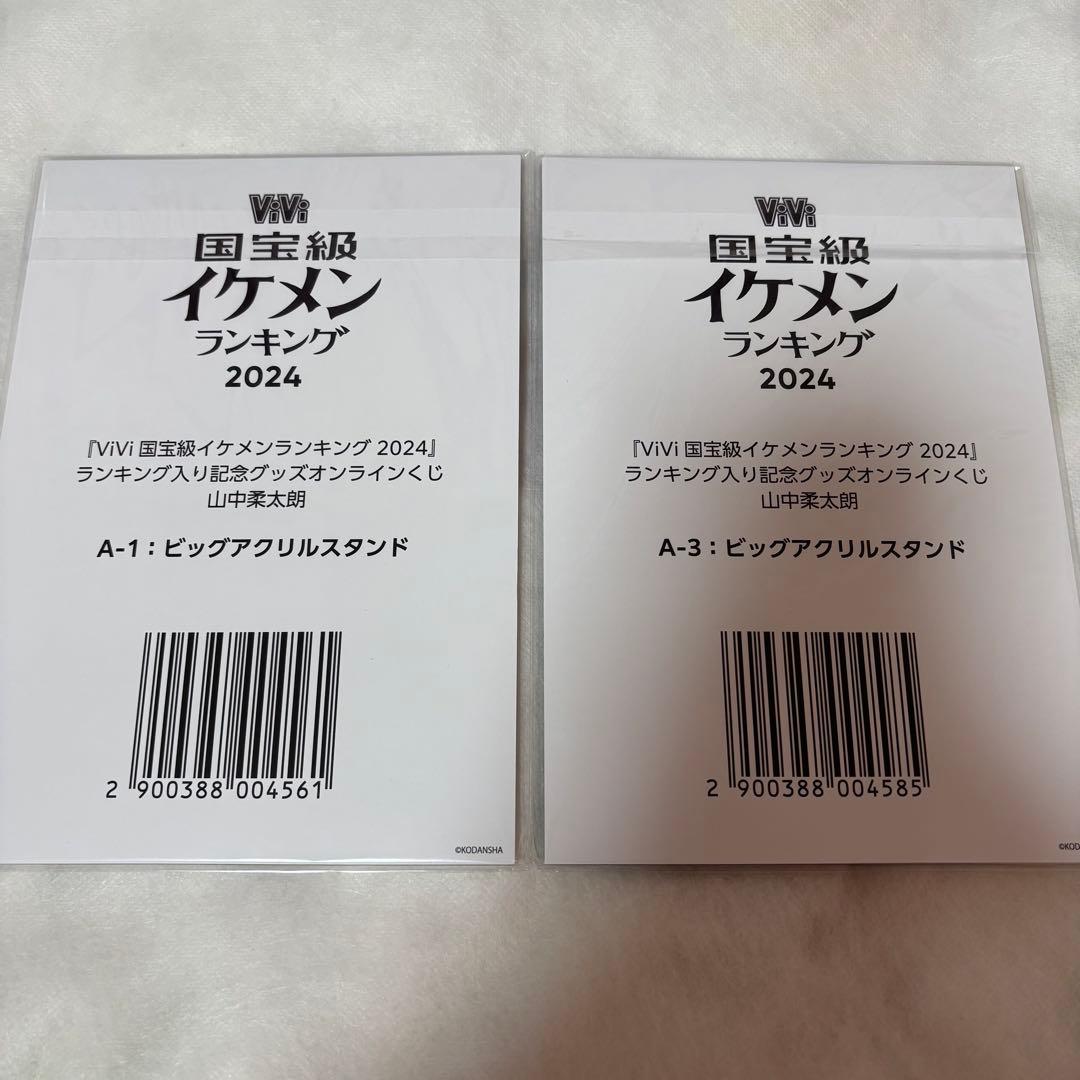 ViVi
国宝級
イケメン
ランキング
2024
『ViVi 国宝級イケメンランキング 2024』
ランキング入り記念グッズオンラインくじ
山中柔太朗
A-1：ビッグアクリルスタンド
2 900388 004561
©KODANSHA
ViVi
国宝級
イケメン
ランキング
2024
『ViVi 国宝級イケメンランキング 2024』
ランキング入り記念グッズオンラインくじ
山中柔太朗
A-3：ビッグアクリルスタンド
2 900388 004585
©KOD